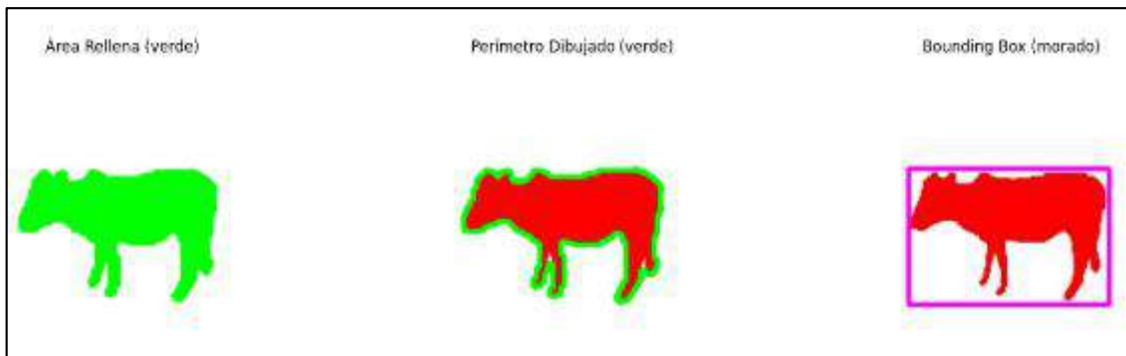 Área Rellena (verde)
Perímetro Dibujado (verde)
Bounding Box (morado)